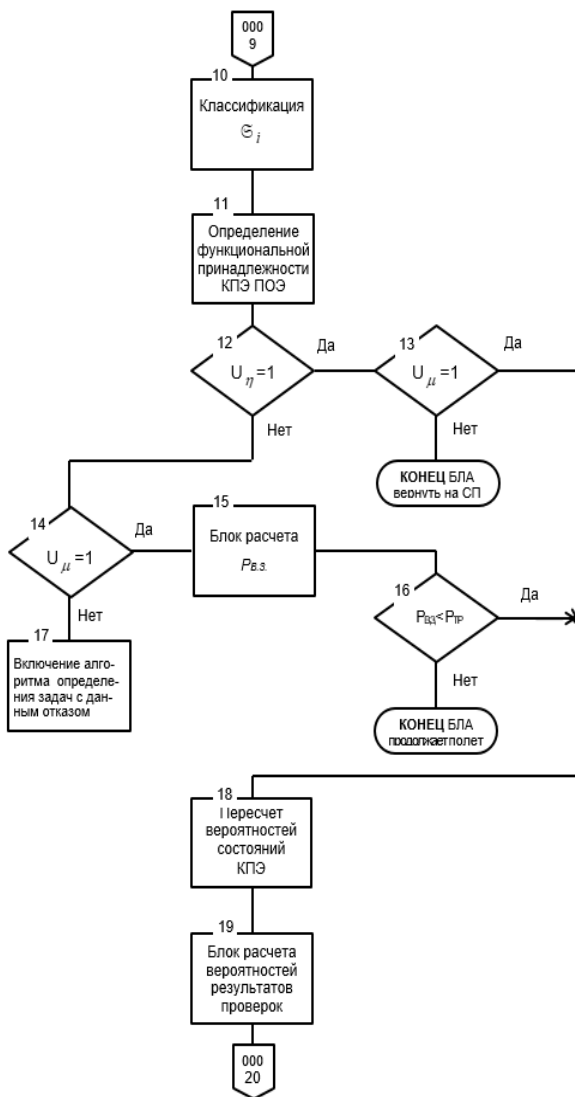 000
9
10
Классификация
𝔖 i
11
Определение
функциональной
принадлежности
КПЭ ПОЭ
12
U η =1
Да
13
U μ =1
Да
Нет
Нет
КОНЕЦ БЛА
вернуть на СП
14
U μ =1
Да
15
Блок расчета
Pв.з.
16
Pвд<PТР
Да
Нет
17
Включение алго-
ритма определе-
ния задач с дан-
ным отказом
Нет
КОНЕЦ БЛА
продолжает полет
18
Пересчет
вероятностей
состояний
КПЭ
19
Блок расчета
вероятностей
результатов
проверок
000
20